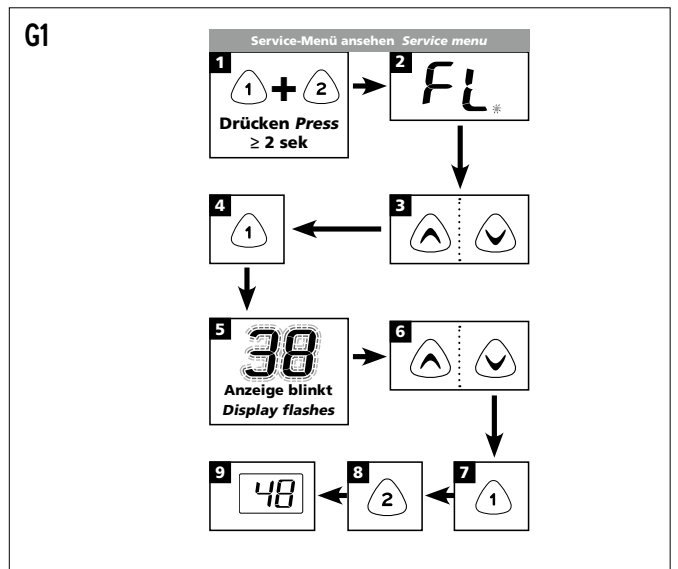 G1
Service-Menü ansehen Service menu
1
1 + 2
Drücken Press
≥ 2 sek
2
FL
3
4
1
5
38
Anzeige blinkt
Display flashes
6
7
1
8
2
9
48